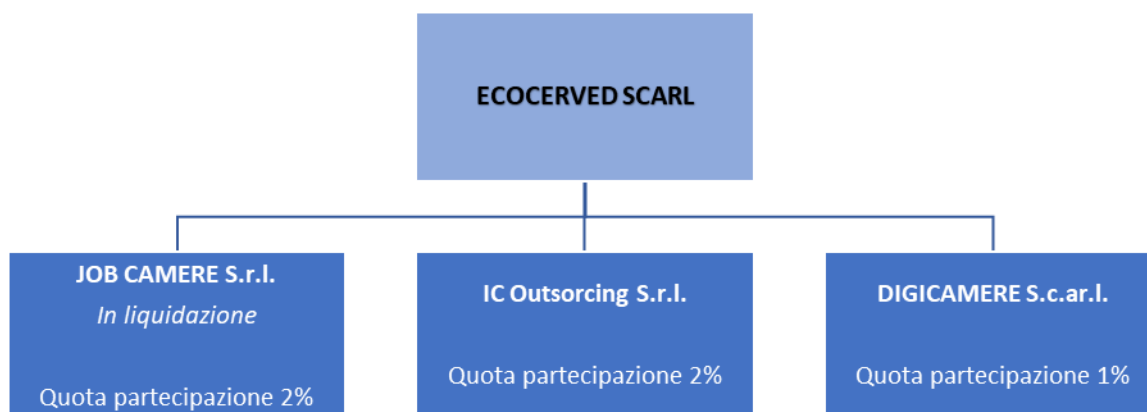 ECOCERVED SCARL
JOB CAMERE S.r.l.
In liquidazione
Quota partecipazione 2%
IC Outsorcing S.r.l.
Quota partecipazione 2%
DIGICAMERE S.c.ar.l.
Quota partecipazione 1%